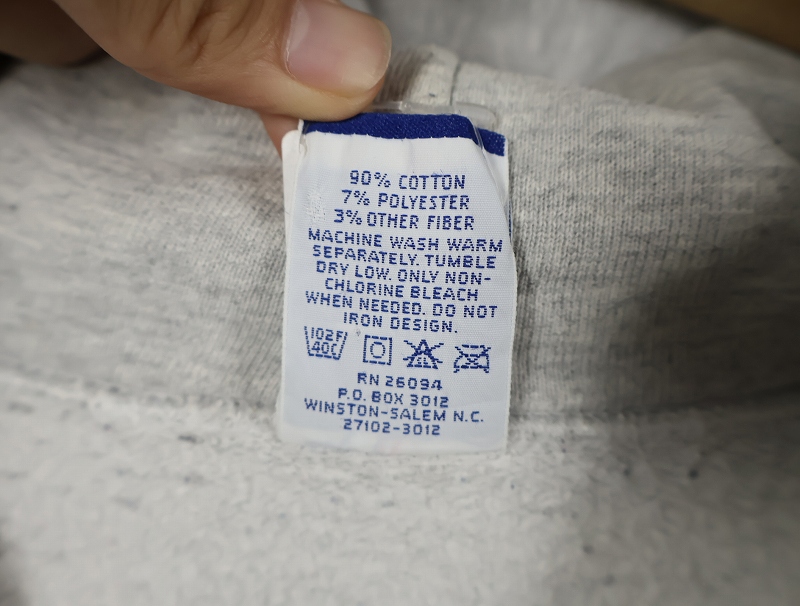 90% COTTON
7% POLYESTER
3% OTHER FIBER
MACHINE WASH WARM
SEPARATELY. TUMBLE
DRY LOW. ONLY NON-
CHLORINE BLEACH
WHEN NEEDED. DO NOT
IRON DESIGN.
102F
40C CL
RN 26094
P.O. BOX 3012
WINSTON-SALEM N.C.
27102-3012